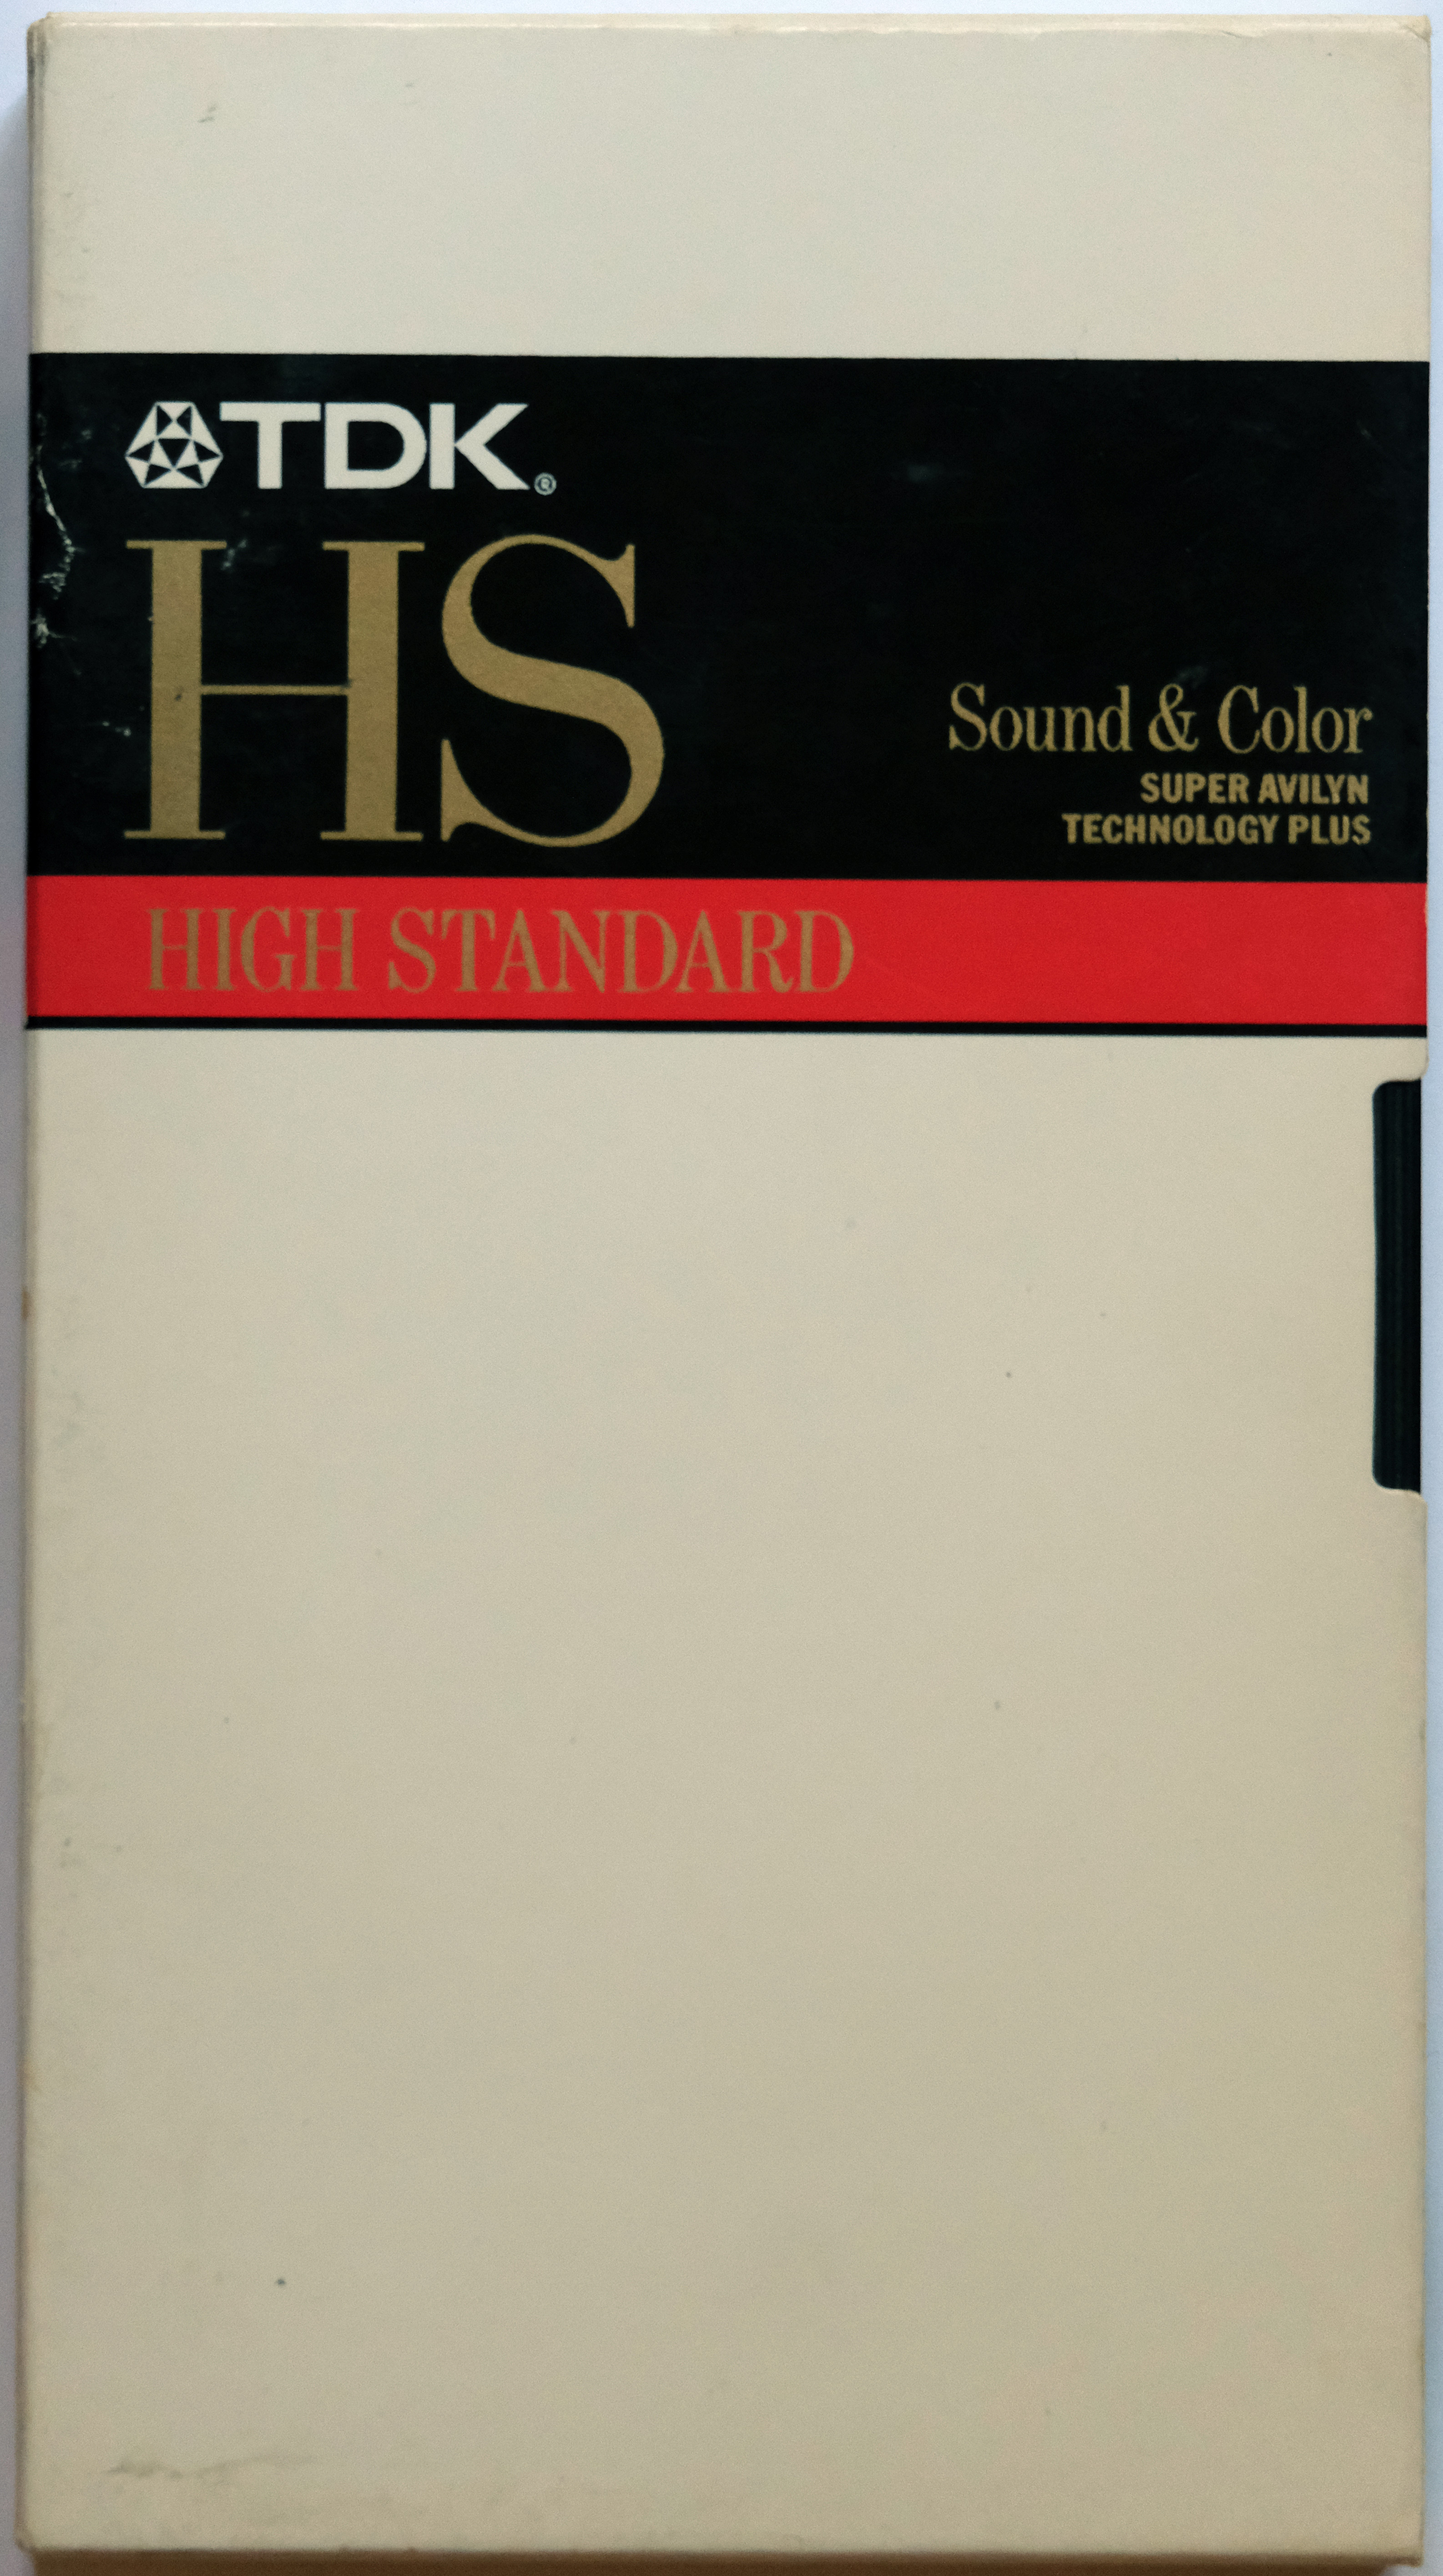 TDK®
HS
Sound & Color
SUPER AVILYN
TECHNOLOGY PLUS
HIGH STANDARD